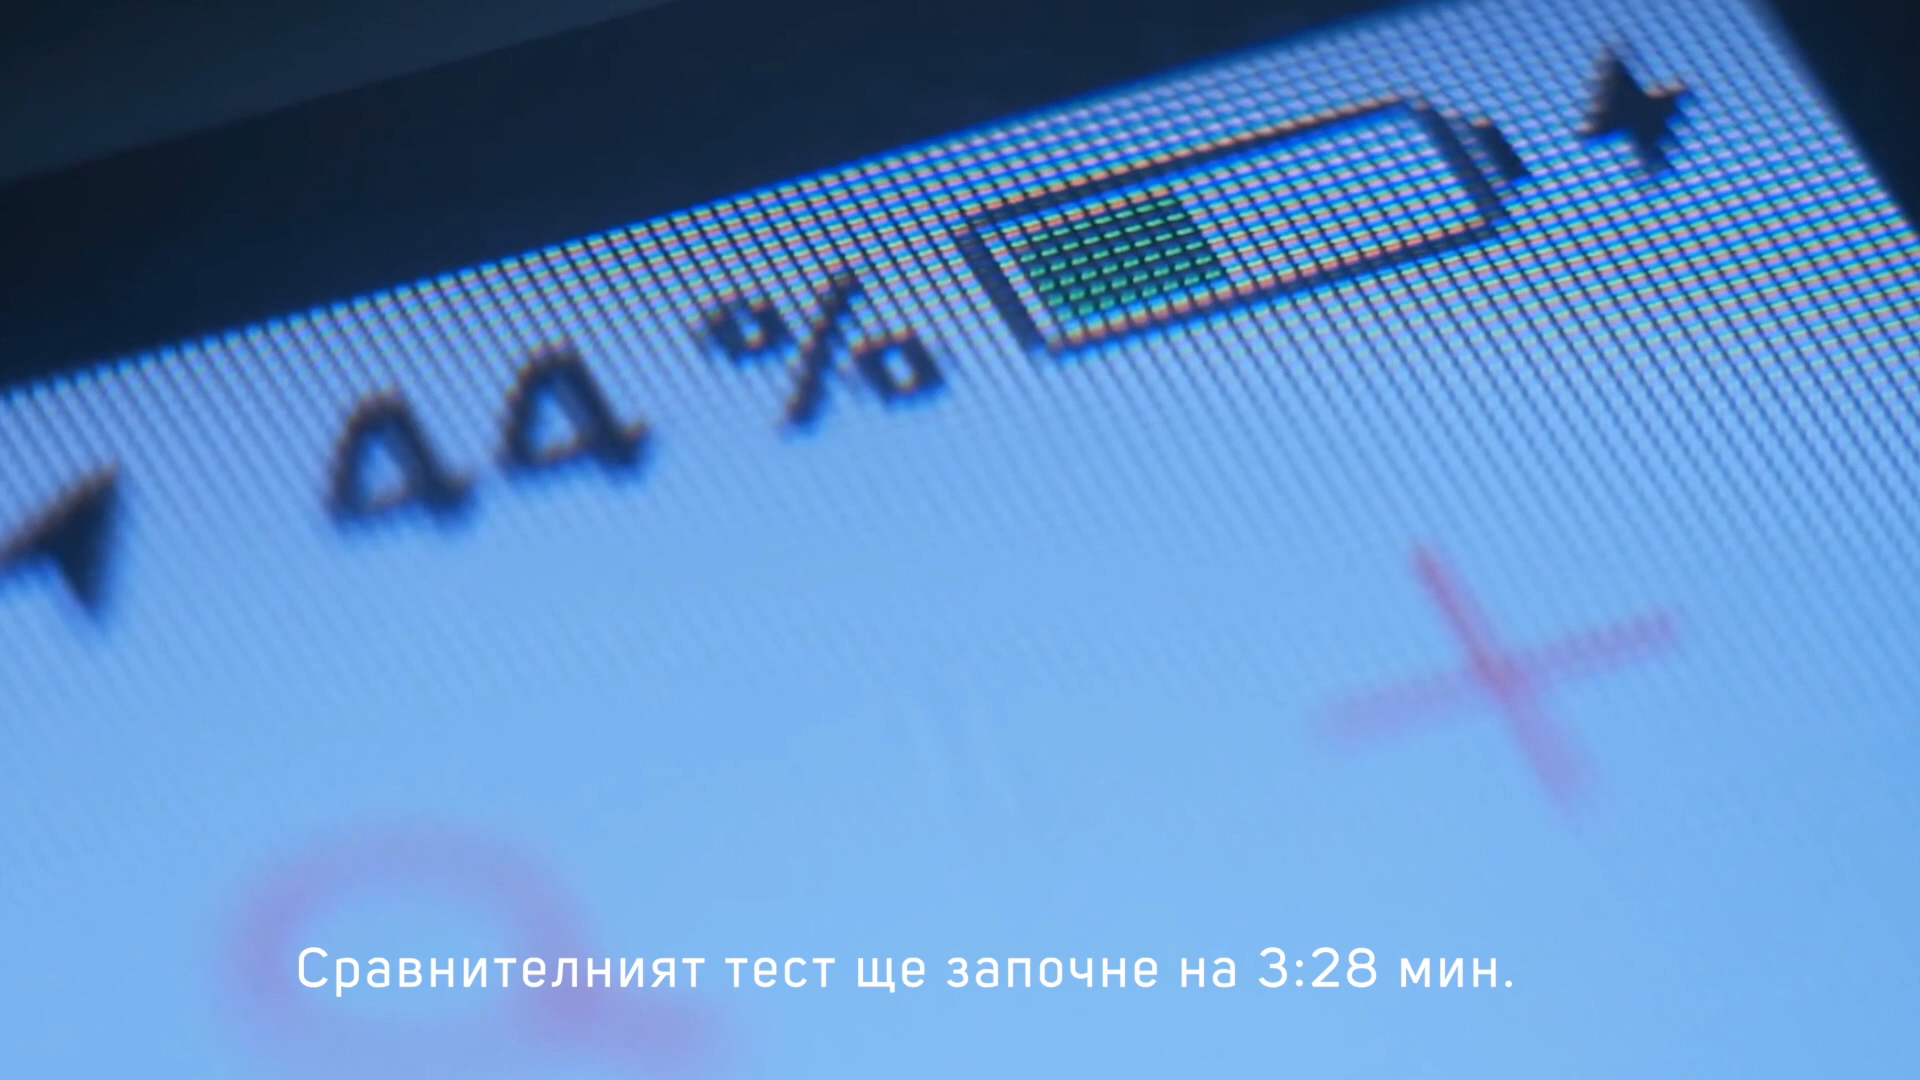 44 %
Сравнителният тест ще започне на 3:28 мин.